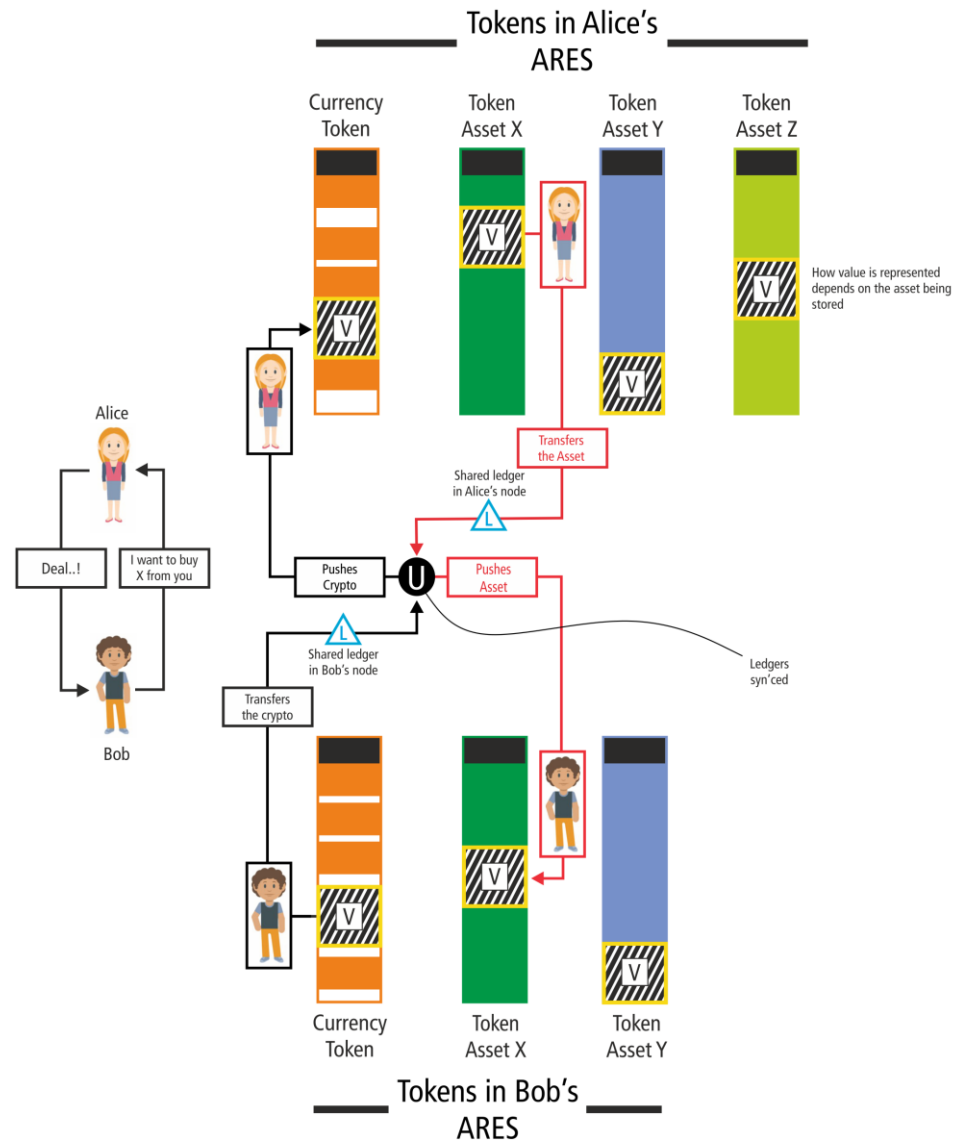 Tokens in Alice's
ARES
Currency
Token
Token
Asset X
Token
Asset Y
Token
Asset Z
V
V
V
V
How value is represented
depends on the asset being
stored
Alice
Deal..!
I want to buy
X from you
Bob
Transfers
the Asset
Shared ledger
in Alice's node
L
Pushes
Crypto
U
Pushes
Asset
L
Shared ledger
in Bob's node
Ledgers
syn'ced
Transfers
the crypto
V
V
V
Currency
Token
Token
Asset X
Token
Asset Y
Tokens in Bob's
ARES